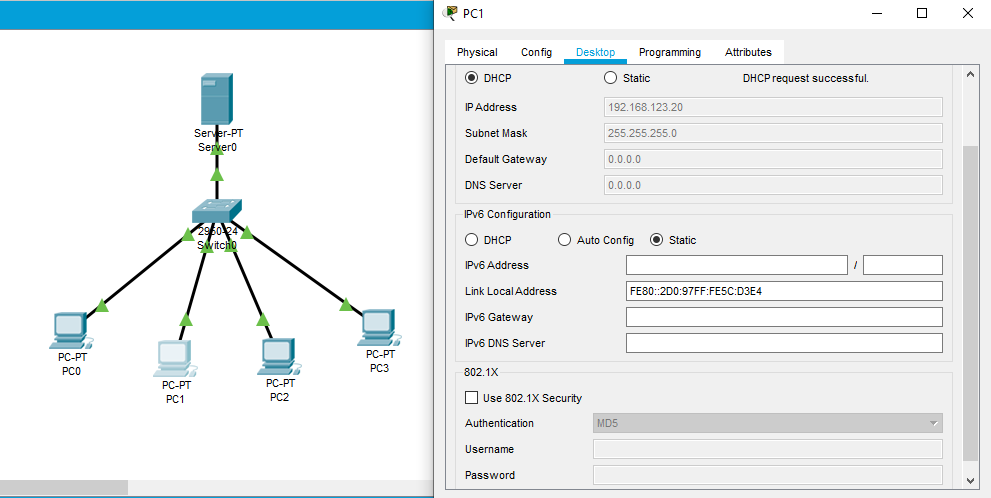 Server-PT
Server0
2960-24
Switch0
PC-PT
PC0
PC-PT
PC1
PC-PT
PC2
PC-PT
PC3
PC1
Physical Config Desktop Programming Attributes
DHCP Static DHCP request successful.
IP Address 192.168.123.20
Subnet Mask 255.255.255.0
Default Gateway 0.0.0.0
DNS Server 0.0.0.0
IPv6 Configuration
DHCP Auto Config Static
IPv6 Address /
Link Local Address FE80::2D0:97FF:FE5C:D3E4
IPv6 Gateway
IPv6 DNS Server
802.1X
Use 802.1X Security
Authentication MD5
Username
Password